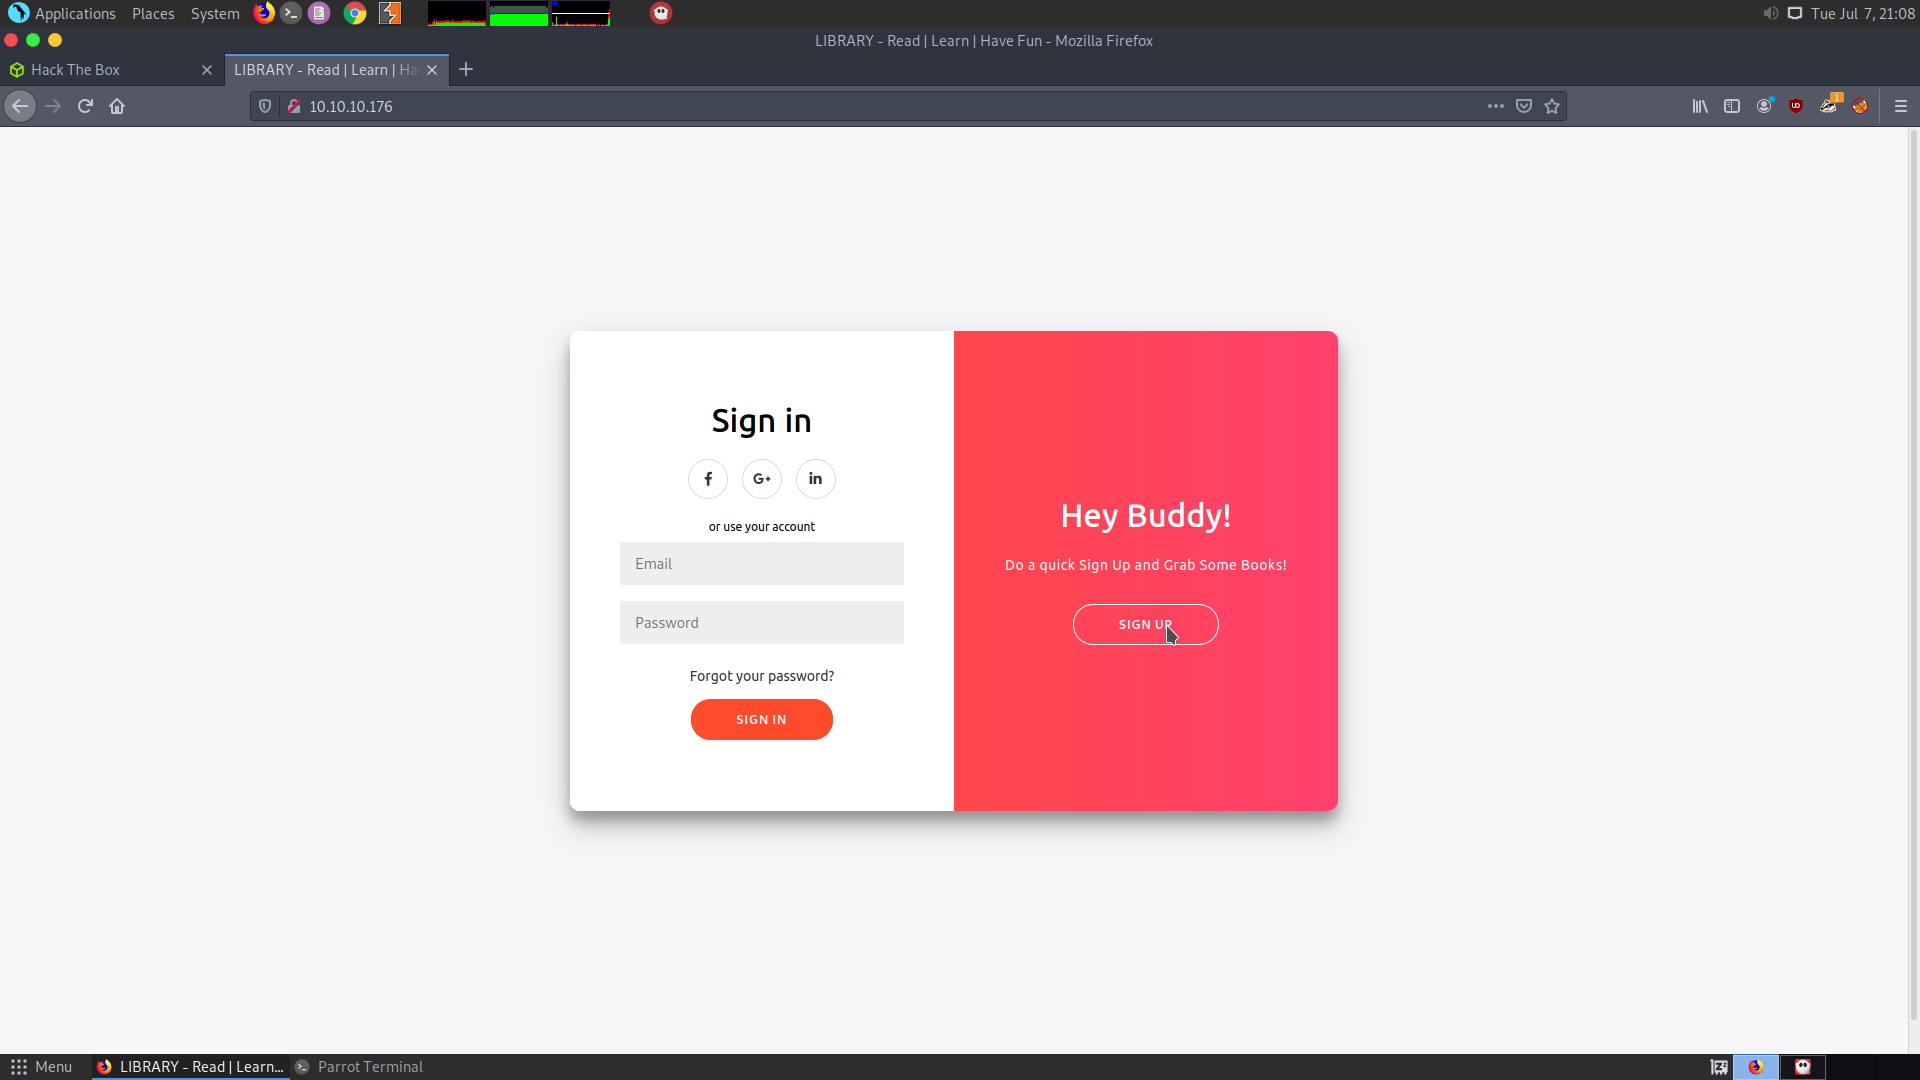 Applications Places System Tue Jul 7, 21:08
LIBRARY - Read | Learn | Have Fun - Mozilla Firefox
Hack The Box LIBRARY - Read | Learn | Ha
10.10.10.176
1
Sign in
G+ in
or use your account
Email
Password
Forgot your password?
SIGN IN
Hey Buddy!
Do a quick Sign Up and Grab Some Books!
SIGN UP
Menu LIBRARY - Read | Learn... Parrot Terminal